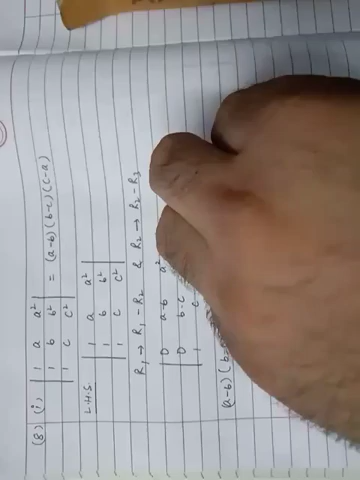 (8) (i) | 1 a a² |
| 1 b b² | = (a-b) (b-c) (c-a)
| 1 c c² |
L.H.S. | 1 a a² |
| 1 b b² |
| 1 c c² |
R₁ → R₁ - R₂ & R₂ → R₂ - R₃
| 0 a-b a²
| 0 b-c
| 1 c
(a-b) (b